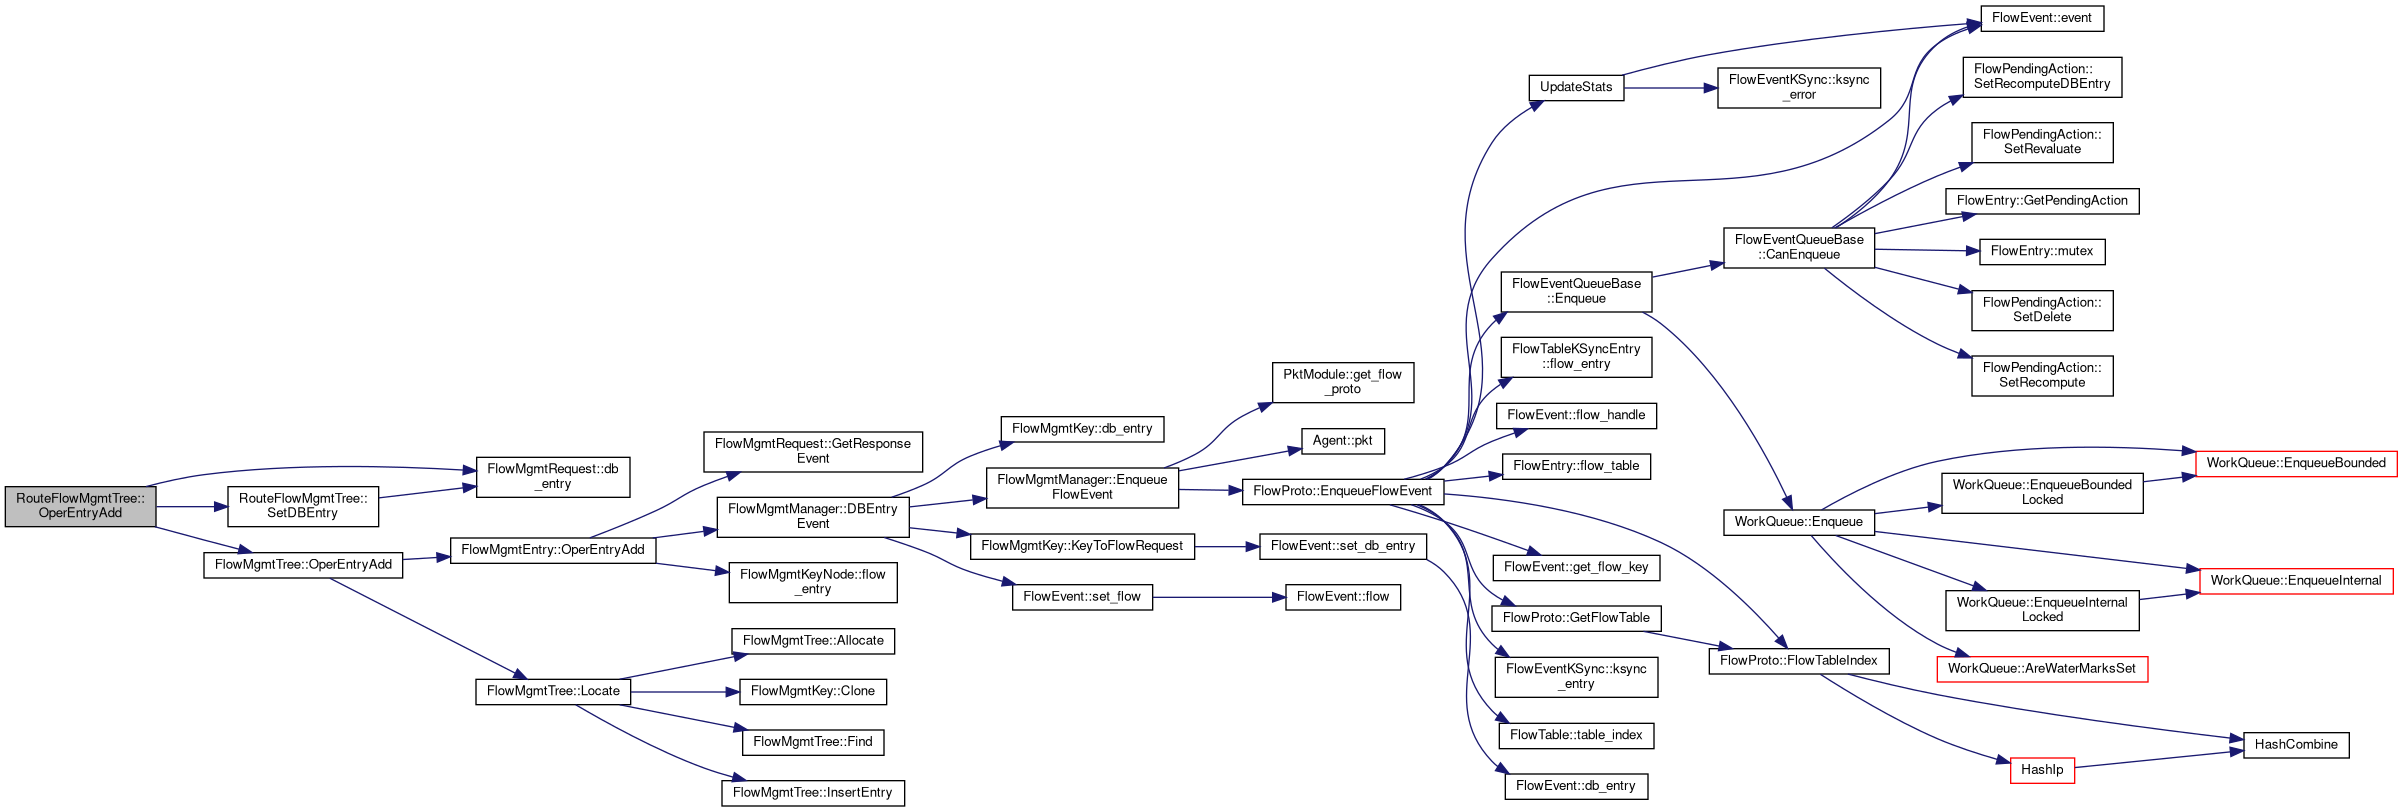 RouteFlowMgmtTree::
OperEntryAdd
FlowMgmtRequest::db
_entry
RouteFlowMgmtTree::
SetDBEntry
FlowMgmtTree::OperEntryAdd
FlowMgmtEntry::OperEntryAdd
FlowMgmtTree::Locate
FlowMgmtRequest::GetResponse
Event
FlowMgmtManager::DBEntry
Event
FlowMgmtKeyNode::flow
_entry
FlowMgmtTree::Allocate
FlowMgmtKey::Clone
FlowMgmtTree::Find
FlowMgmtTree::InsertEntry
FlowMgmtKey::db_entry
FlowMgmtManager::Enqueue
FlowEvent
FlowMgmtKey::KeyToFlowRequest
FlowEvent::set_flow
PktModule::get_flow
_proto
Agent::pkt
FlowProto::EnqueueFlowEvent
FlowEvent::set_db_entry
FlowEvent::flow
UpdateStats
FlowEventQueueBase
::Enqueue
FlowTableKSyncEntry
::flow_entry
FlowEvent::flow_handle
FlowEntry::flow_table
FlowEvent::get_flow_key
FlowProto::GetFlowTable
FlowEventKSync::ksync
_entry
FlowTable::table_index
FlowEvent::db_entry
FlowEventKSync::ksync
_error
FlowEventQueueBase
::CanEnqueue
WorkQueue::Enqueue
FlowProto::FlowTableIndex
FlowEvent::event
FlowPendingAction::
SetRecomputeDBEntry
FlowPendingAction::
SetRevaluate
FlowEntry::GetPendingAction
FlowEntry::mutex
FlowPendingAction::
SetDelete
FlowPendingAction::
SetRecompute
WorkQueue::EnqueueBounded
Locked
WorkQueue::EnqueueInternal
Locked
WorkQueue::AreWaterMarksSet
HashIp
WorkQueue::EnqueueBounded
WorkQueue::EnqueueInternal
HashCombine